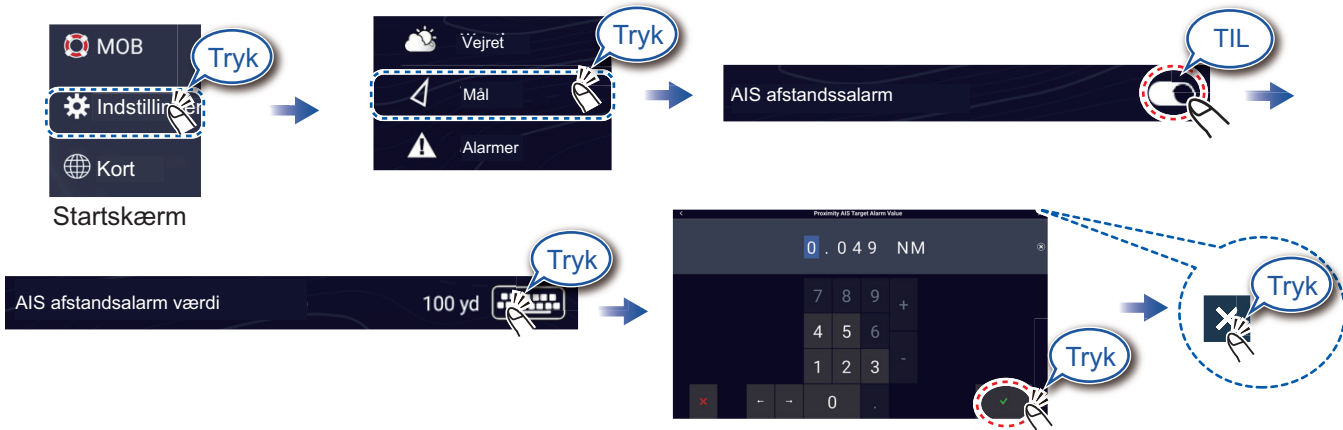 MOB
Tryk
Indstillinger
Kort
Startskærm
Vejret
Tryk
Mål
Alarmer
AIS afstandssalarm
TIL
AIS afstandsalarm værdi
100 yd
Tryk
Proximity AIS Target Alarm Value
0.049 NM
7 8 9 +
4 5 6
1 2 3 -
← → 0 .
Tryk
Tryk